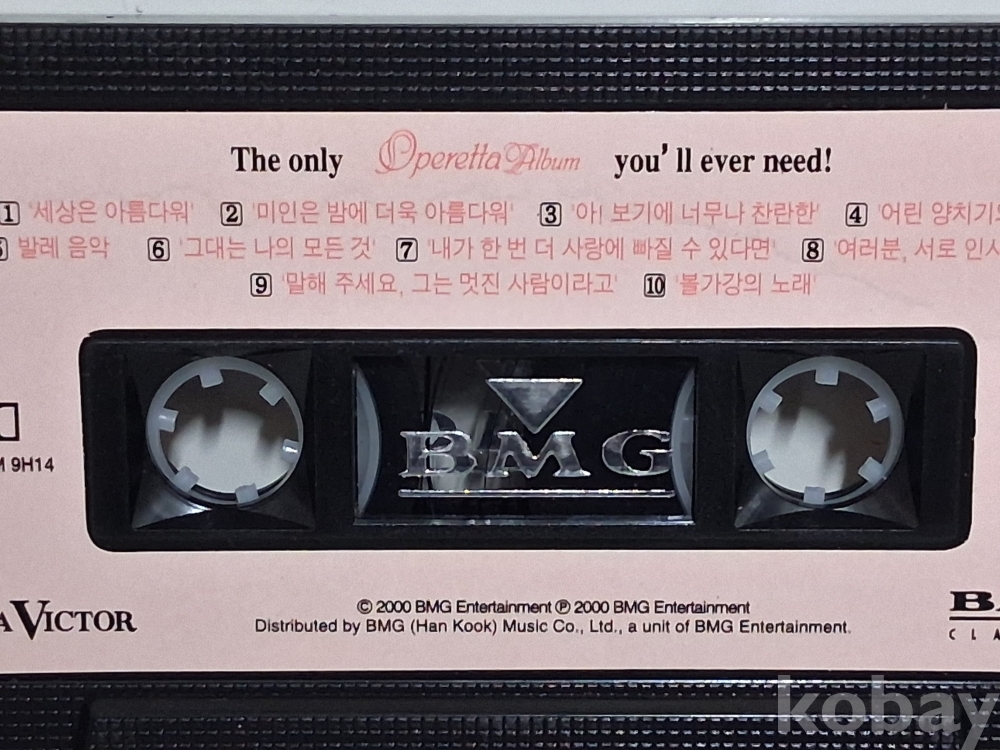 The only Operetta Album you'll ever need!
1 '세상은 아름다워' 2 '미인은 밤에 더욱 아름다워' 3 '아! 보기에 너무나 찬란한' 4 '어린 양치기
발레 음악 6 '그대는 나의 모든 것' 7 '내가 한 번 더 사랑에 빠질 수 있다면' 8 '여러분, 서로 인사
9 '말해 주세요, 그는 멋진 사람이라고' 10 '볼가강의 노래'
BMG
9H14
© 2000 BMG Entertainment ℗ 2000 BMG Entertainment
Distributed by BMG (Han Kook) Music Co., Ltd., a unit of BMG Entertainment.
A VICTOR
kobay